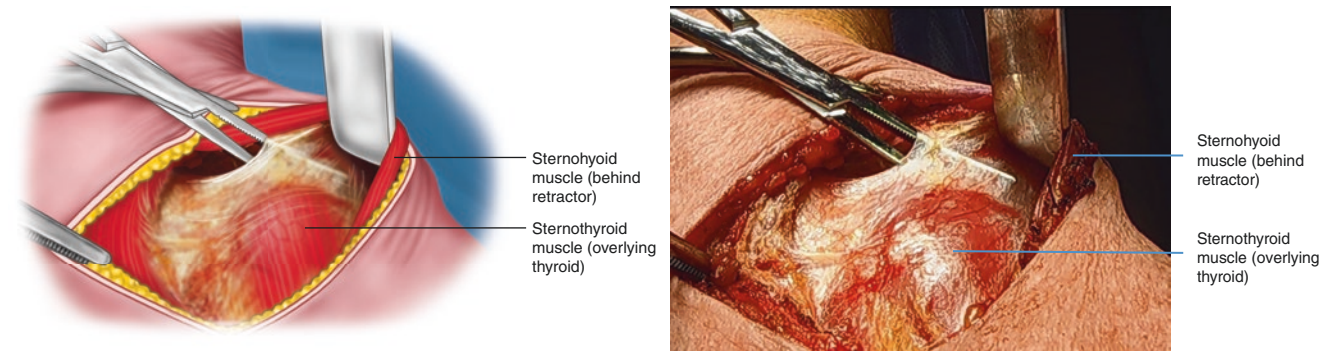 Sternohyoid
muscle (behind
retractor)
Sternothyroid
muscle (overlying
thyroid)
Sternohyoid
muscle (behind
retractor)
Sternothyroid
muscle (overlying
thyroid)